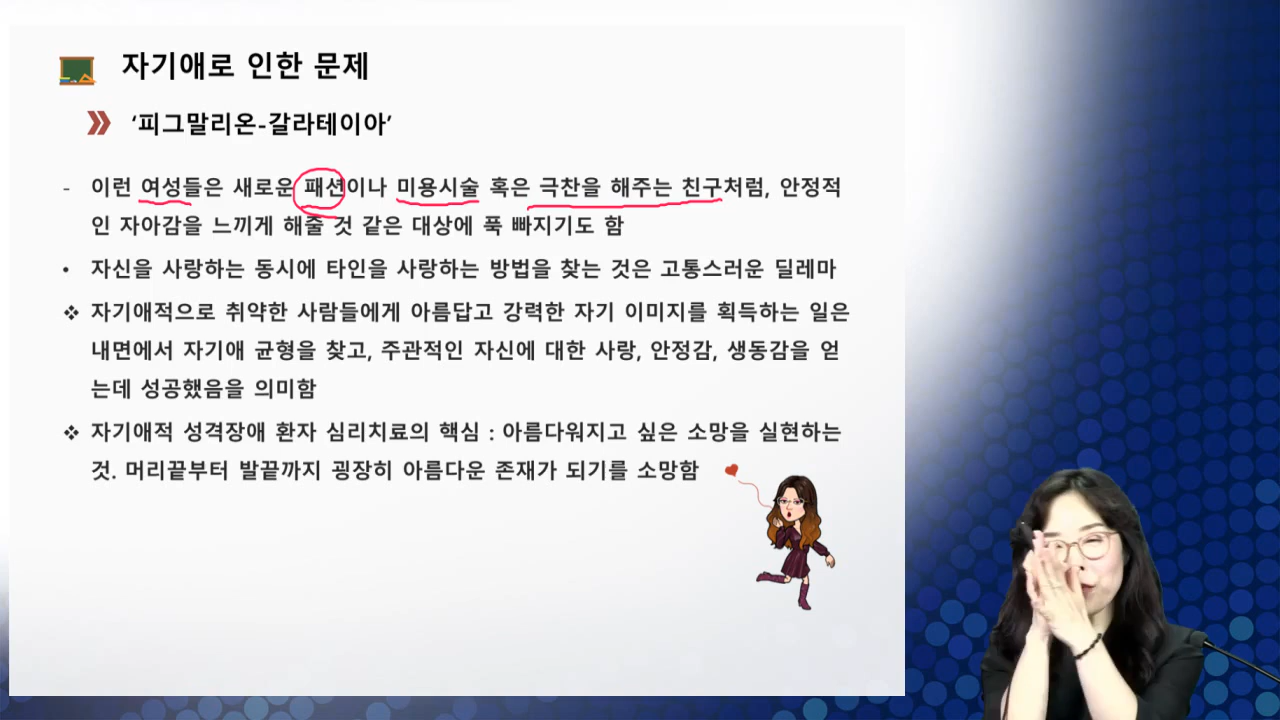 자기애로 인한 문제
‘피그말리온-갈라테이아’
- 이런 여성들은 새로운 패션이나 미용시술 혹은 극찬을 해주는 친구처럼, 안정적
인 자아감을 느끼게 해줄 것 같은 대상에 푹 빠지기도 함
• 자신을 사랑하는 동시에 타인을 사랑하는 방법을 찾는 것은 고통스러운 딜레마
❖ 자기애적으로 취약한 사람들에게 아름답고 강력한 자기 이미지를 획득하는 일은
내면에서 자기애 균형을 찾고, 주관적인 자신에 대한 사랑, 안정감, 생동감을 얻
는데 성공했음을 의미함
❖ 자기애적 성격장애 환자 심리치료의 핵심 : 아름다워지고 싶은 소망을 실현하는
것. 머리끝부터 발끝까지 굉장히 아름다운 존재가 되기를 소망함